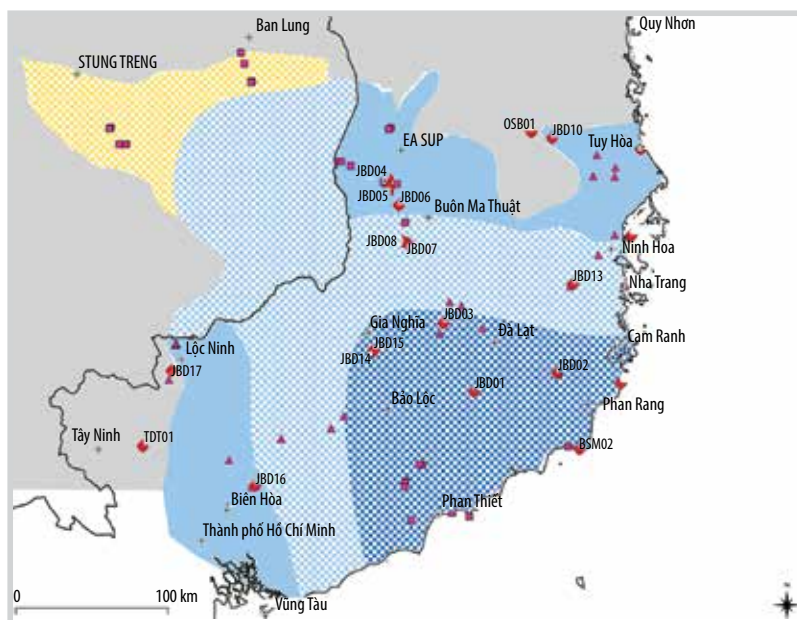 Quy Nhơn
Ban Lung
STUNG TRENG
OSB01
JBD10
Tuy Hòa
EA SUP
JBD04
JBD05
JBD06
Buôn Ma Thuật
JBD08
JBD07
Ninh Hoa
JBD13
Nha Trang
Gia Nghĩa
JBD03
Đà Lạt
Cam Ranh
Lộc Ninh
JBD15
JBD14
JBD17
JBD02
JBD01
Bảo Lộc
Phan Rang
Tây Ninh
TDT01
BSM02
JBD16
Biên Hòa
Phan Thiết
Thành phố Hồ Chí Minh
0
100 km
Vũng Tàu